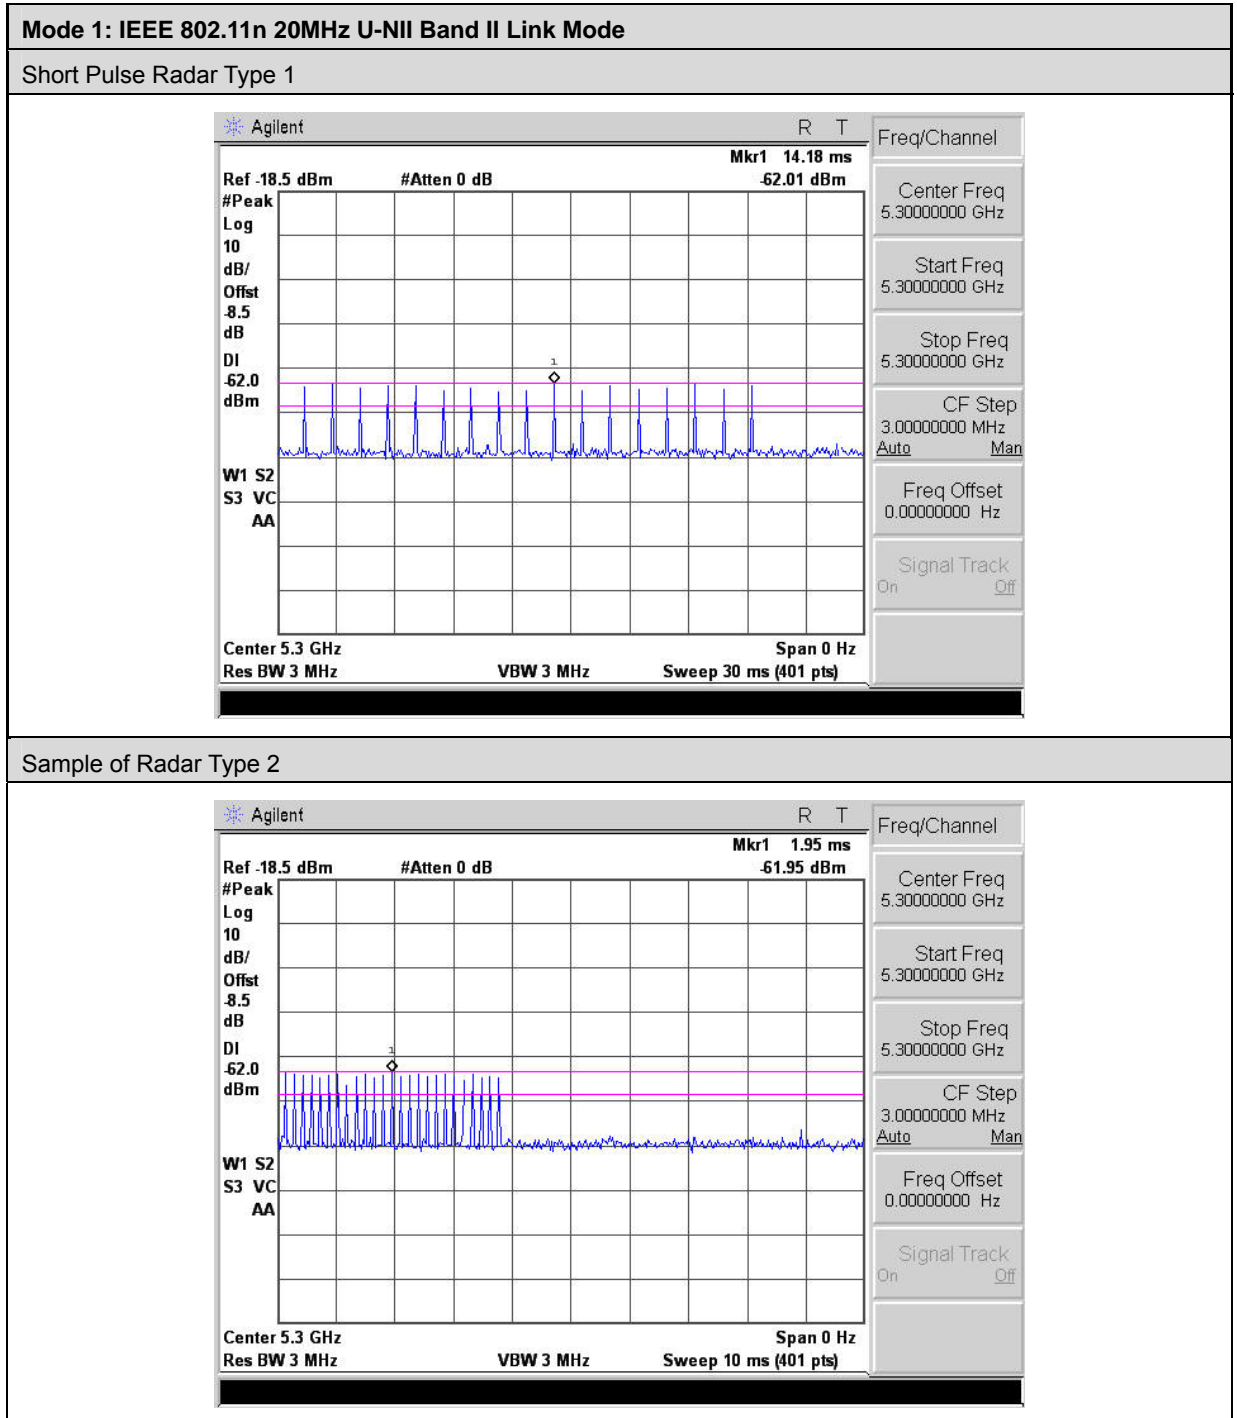 Mode 1: IEEE 802.11n 20MHz U-NII Band II Link Mode
Short Pulse Radar Type 1
Agilent R T
Mkr1 14.18 ms
Ref -18.5 dBm #Atten 0 dB -62.01 dBm
#Peak
Log
10
dB/
Offst
-8.5
dB
DI
-62.0
dBm
1
W1 S2
S3 VC
AA
Center 5.3 GHz Span 0 Hz
Res BW 3 MHz VBW 3 MHz Sweep 30 ms (401 pts)
Freq/Channel
Center Freq
5.30000000 GHz
Start Freq
5.30000000 GHz
Stop Freq
5.30000000 GHz
CF Step
3.00000000 MHz
Auto Man
Freq Offset
0.00000000 Hz
Signal Track
On Off
Sample of Radar Type 2
Agilent R T
Mkr1 1.95 ms
Ref -18.5 dBm #Atten 0 dB -61.95 dBm
#Peak
Log
10
dB/
Offst
-8.5
dB
DI
-62.0
dBm
1
W1 S2
S3 VC
AA
Center 5.3 GHz Span 0 Hz
Res BW 3 MHz VBW 3 MHz Sweep 10 ms (401 pts)
Freq/Channel
Center Freq
5.30000000 GHz
Start Freq
5.30000000 GHz
Stop Freq
5.30000000 GHz
CF Step
3.00000000 MHz
Auto Man
Freq Offset
0.00000000 Hz
Signal Track
On Off